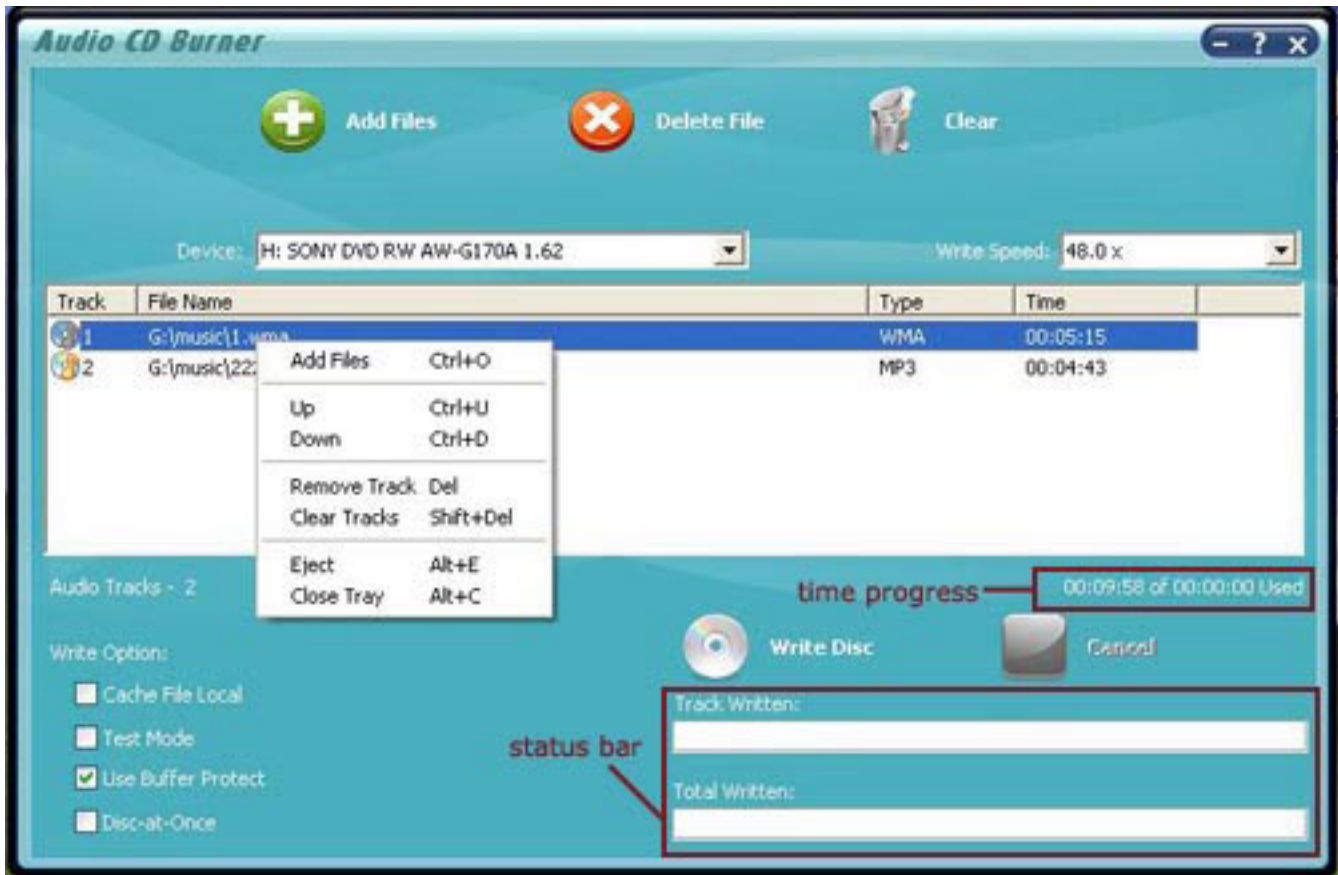 Audio CD Burner
- ? x
Add Files Delete File Clear
Device: H: SONY DVD RW AW-G170A 1.62 Write Speed: 48.0 x
Track File Name Type Time
1 G:\music\1.wma WMA 00:05:15
2 G:\music\222 MP3 00:04:43
Add Files Ctrl+O
Up Ctrl+U
Down Ctrl+D
Remove Track Del
Clear Tracks Shift+Del
Eject Alt+E
Close Tray Alt+C
Audio Tracks - 2 time progress 00:09:58 of 00:00:00 Used
Write Disc Cancel
Write Option:
Cache File Local
Test Mode
Use Buffer Protect
Disc-at-Once
status bar
Track Written:
Total Written: